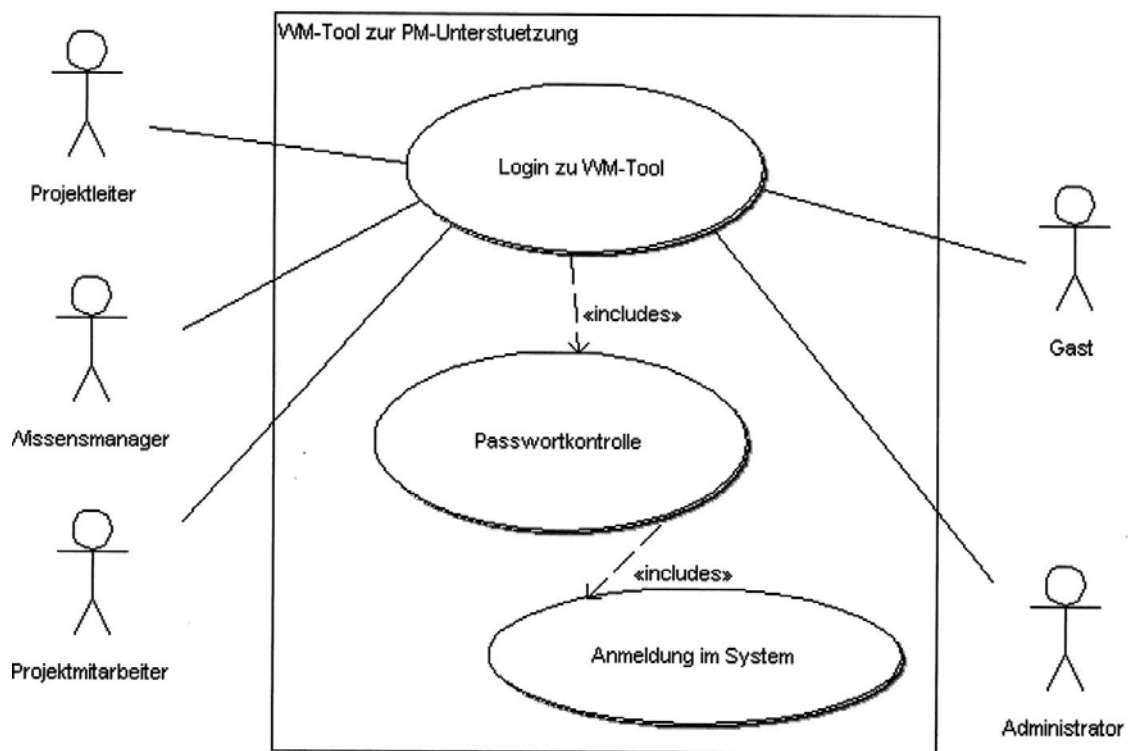 WM-Tool zur PM-Unterstuetzung
Login zu WM-Tool
Projektleiter
«includes»
Gast
Wissensmanager
Passwortkontrolle
«includes»
Anmeldung im System
Projektmitarbeiter
Administrator